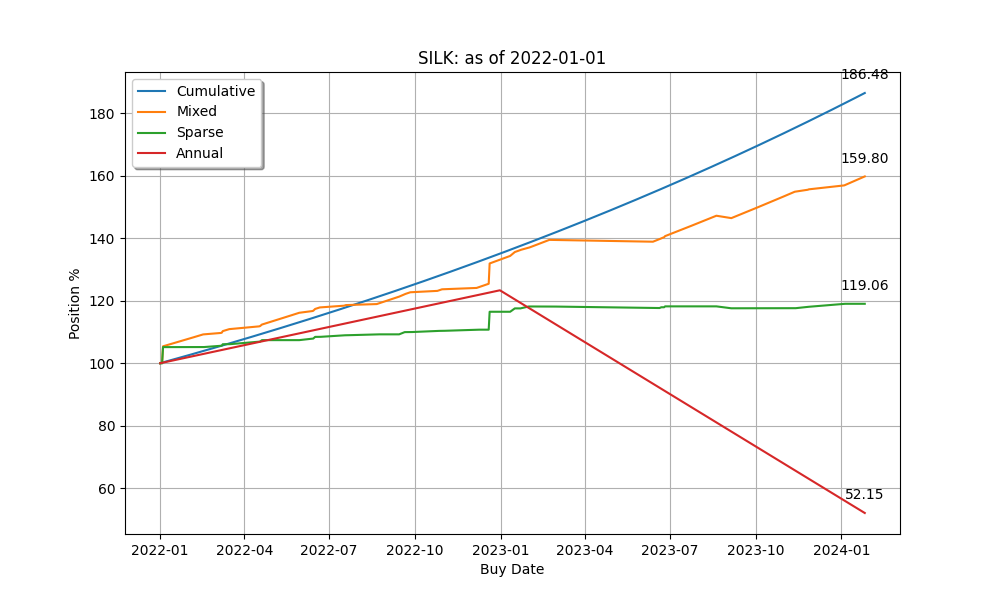 SILK: as of 2022-01-01
186.48
Cumulative
Mixed
Sparse
Annual
159.80
119.06
52.15
180
160
140
120
100
80
60
Position %
2022-01 2022-04 2022-07 2022-10 2023-01 2023-04 2023-07 2023-10 2024-01
Buy Date